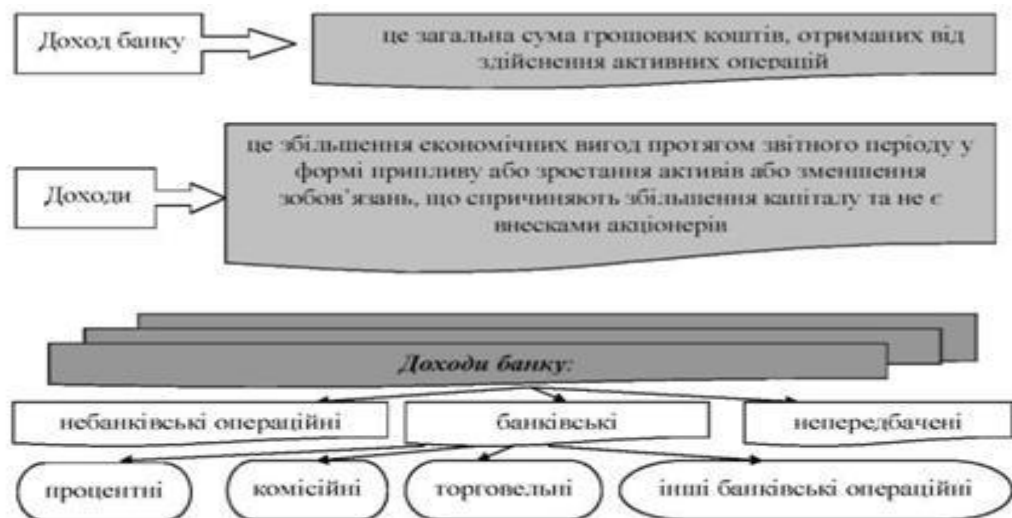 Доход банку
це загальна сума грошових коштів, отриманих від
здійснення активних операцій
Доходи
це збільшення економічних вигод протягом звітного періоду у
формі припливу або зростання активів або зменшення
зобов’язань, що спричиняють збільшення капіталу та не є
внесками акціонерів
Доходи банку:
небанківські операційні
банківські
непередбачені
процентні
комісійні
торговельні
інші банківські операційні